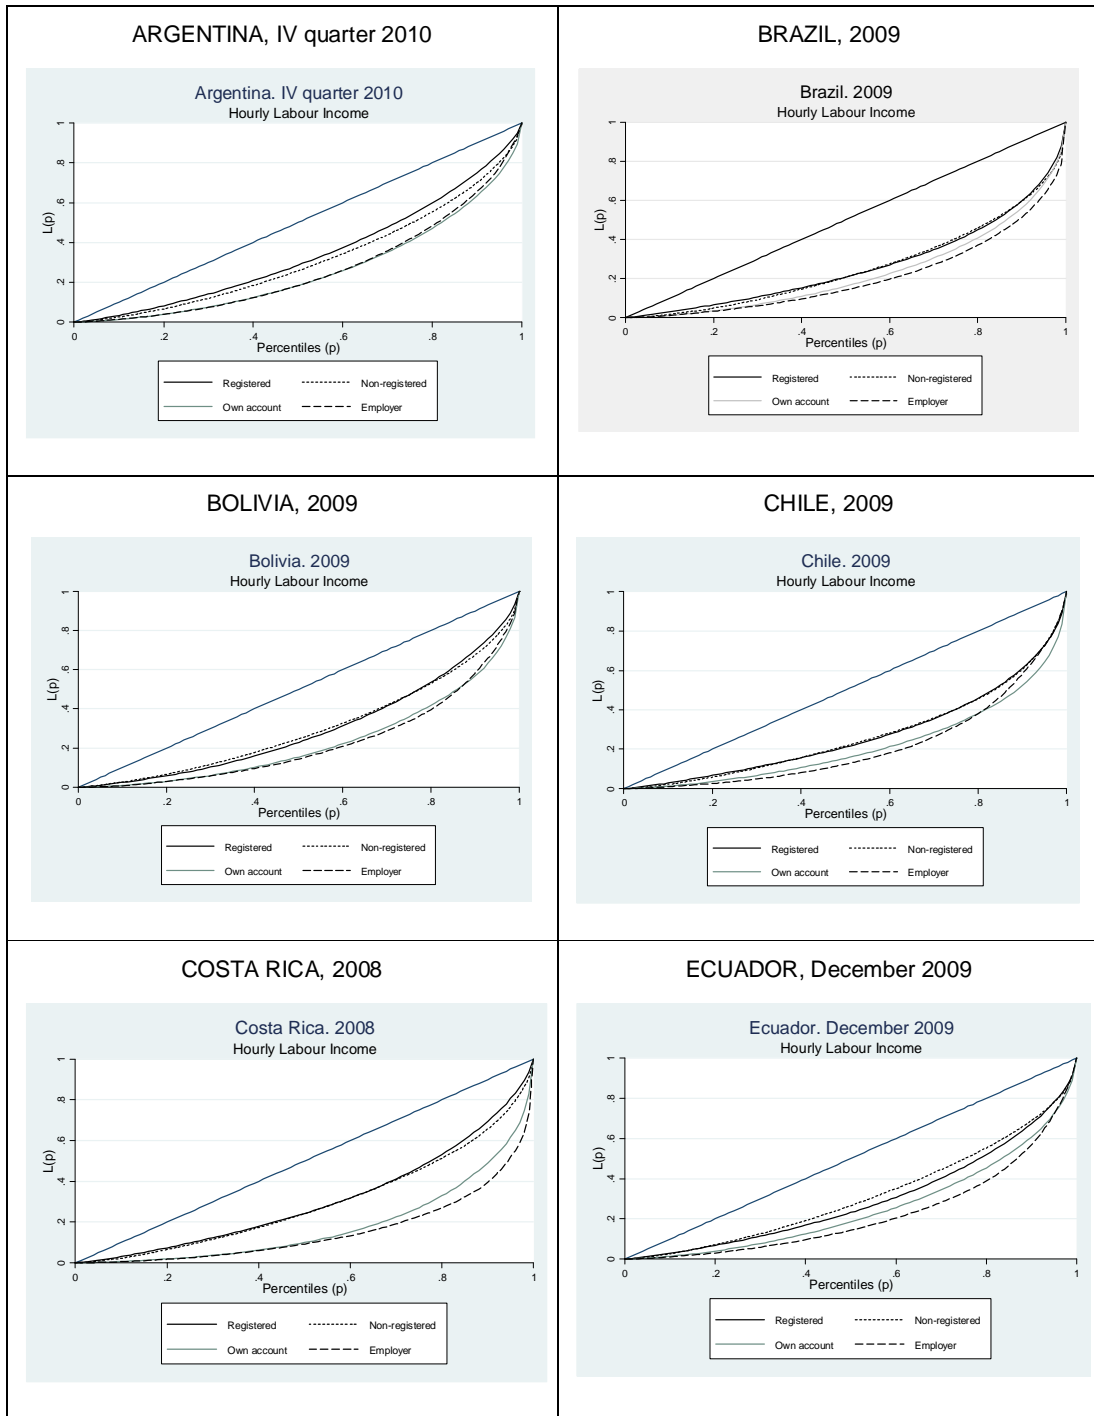 ARGENTINA, IV quarter 2010
Argentina. IV quarter 2010
Hourly Labour Income
L(p)
0 .2 .4 .6 .8 1
0 .2 .4 .6 .8 1
Percentiles (p)
Registered Non-registered
Own account Employer
BRAZIL, 2009
Brazil. 2009
Hourly Labour Income
L(p)
0 .2 .4 .6 .8 1
0 .2 .4 .6 .8 1
Percentiles (p)
Registered Non-registered
Own account Employer
BOLIVIA, 2009
Bolivia. 2009
Hourly Labour Income
L(p)
0 .2 .4 .6 .8 1
0 .2 .4 .6 .8 1
Percentiles (p)
Registered Non-registered
Own account Employer
CHILE, 2009
Chile. 2009
Hourly Labour Income
L(p)
0 .2 .4 .6 .8 1
0 .2 .4 .6 .8 1
Percentiles (p)
Registered Non-registered
Own account Employer
COSTA RICA, 2008
Costa Rica. 2008
Hourly Labour Income
L(p)
0 .2 .4 .6 .8 1
0 .2 .4 .6 .8 1
Percentiles (p)
Registered Non-registered
Own account Employer
ECUADOR, December 2009
Ecuador. December 2009
Hourly Labour Income
L(p)
0 .2 .4 .6 .8 1
0 .2 .4 .6 .8 1
Percentiles (p)
Registered Non-registered
Own account Employer